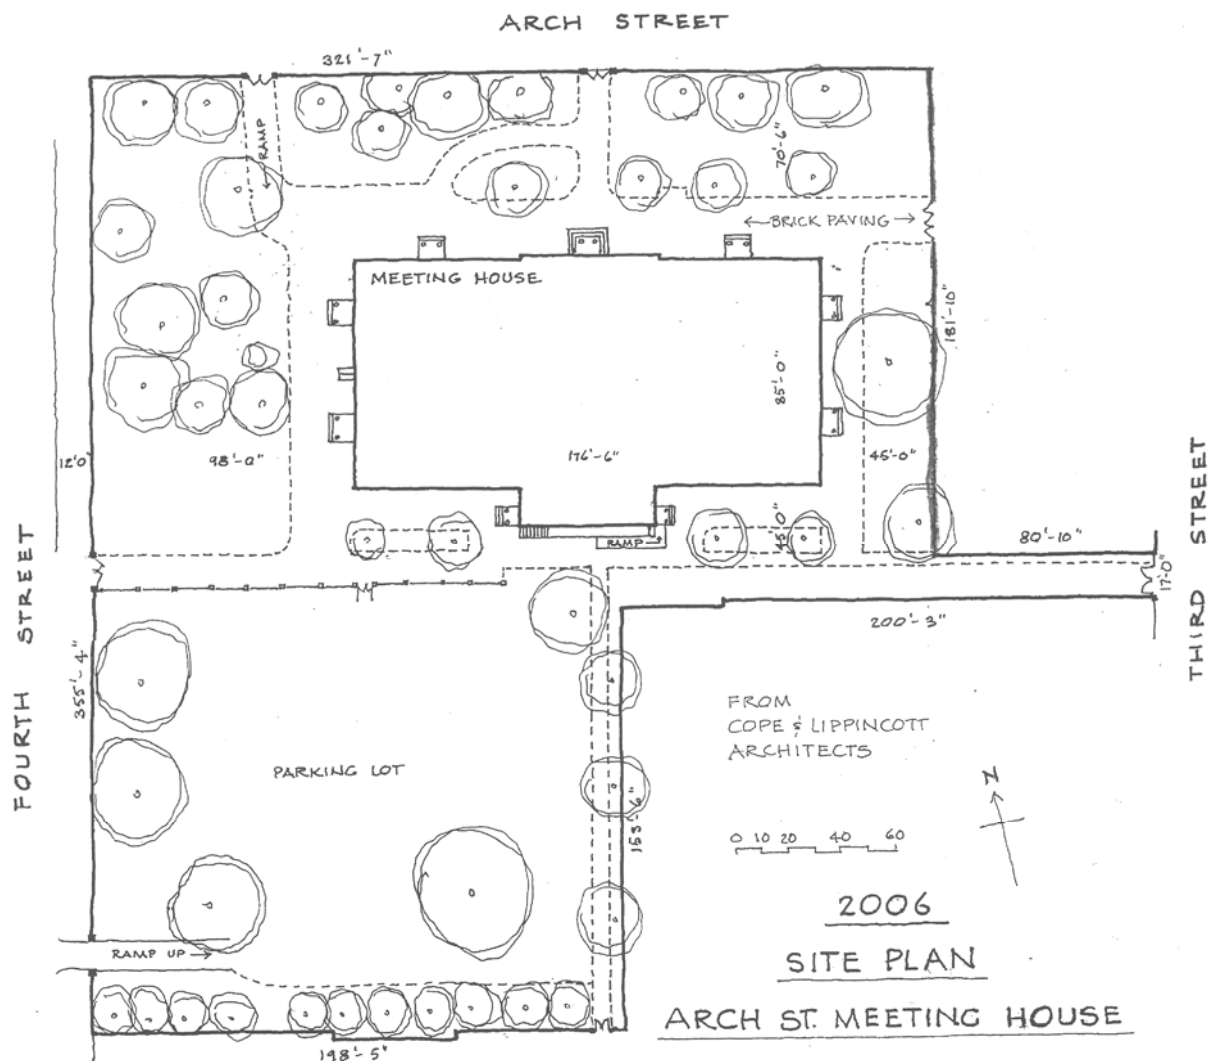 ARCH STREET
321'-7"
RAMP
70'-6"
← BRICK PAVING →
MEETING HOUSE
181'-10"
85'-0"
12'0
98'-0"
176'-6"
45'-0"
45'0"
RAMP →
80'-10"
17'-0"
THIRD STREET
200'-3"
FOURTH STREET
355'-4"
FROM
COPE & LIPPINCOTT
ARCHITECTS
PARKING LOT
153'-6"
N
0 10 20 40 60
2006
SITE PLAN
ARCH ST. MEETING HOUSE
RAMP UP →
198'-5"